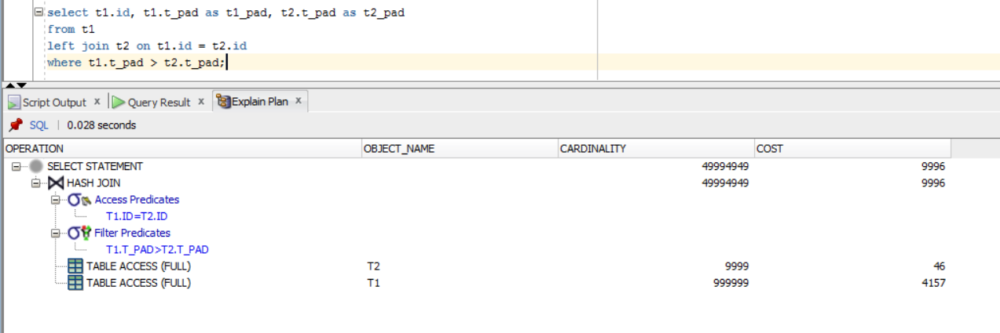 select t1.id, t1.t_pad as t1_pad, t2.t_pad as t2_pad
from t1
left join t2 on t1.id = t2.id
where t1.t_pad > t2.t_pad;
Script Output x Query Result x Explain Plan x
SQL | 0.028 seconds
OPERATION OBJECT_NAME CARDINALITY COST
SELECT STATEMENT 49994949 9996
HASH JOIN 49994949 9996
Access Predicates
T1.ID=T2.ID
Filter Predicates
T1.T_PAD>T2.T_PAD
TABLE ACCESS (FULL) T2 9999 46
TABLE ACCESS (FULL) T1 999999 4157